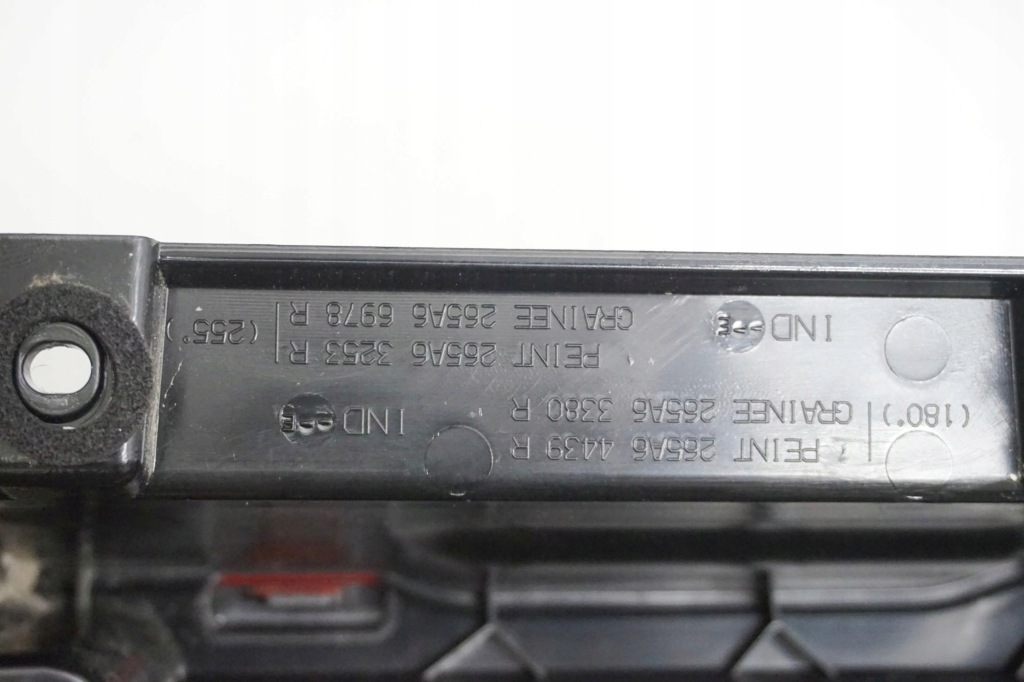 (180°)
PEINT 265A6 4439 R
GRAINEE 265A6 3380 R
IND
(255°)
PEINT 265A6 3253 R
GRAINEE 265A6 6978 R
IND